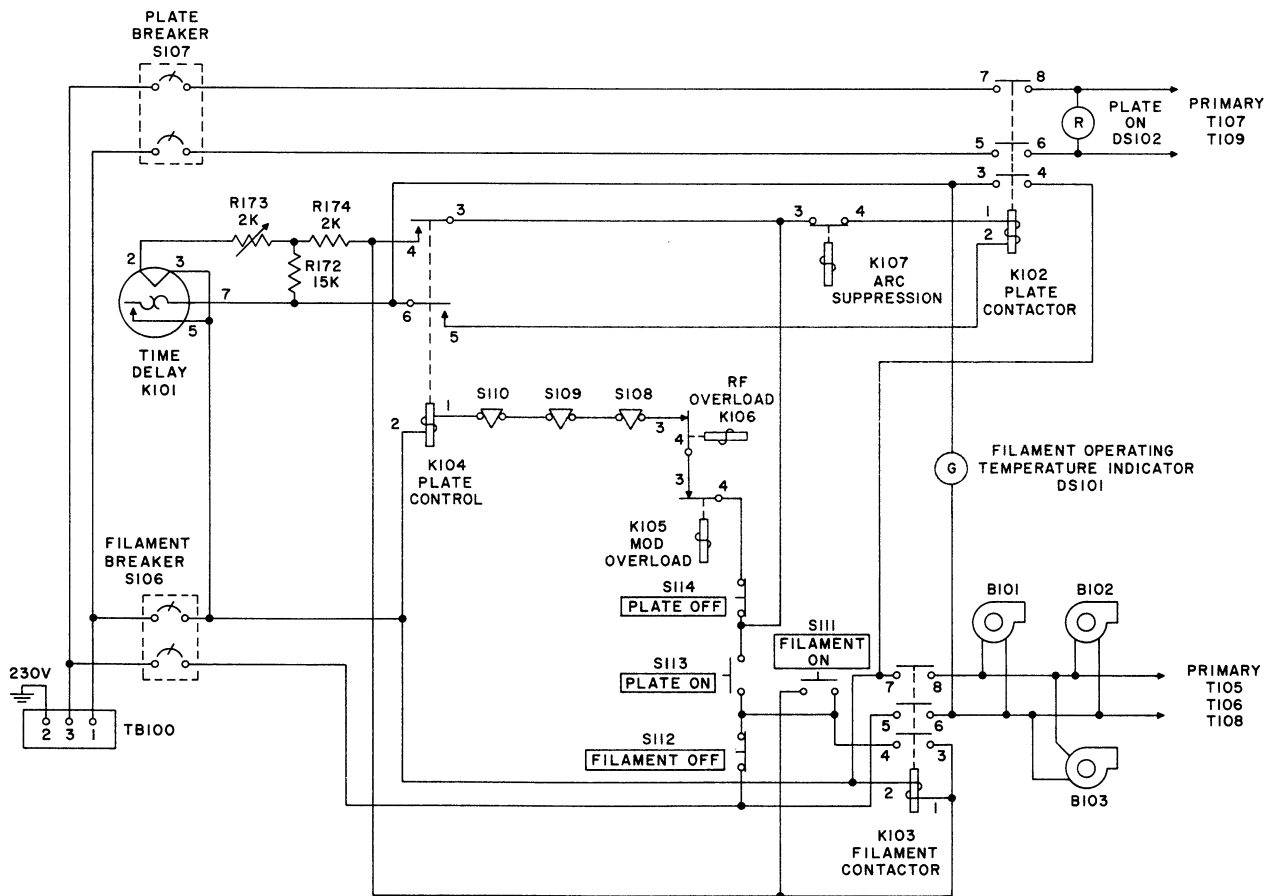 PLATE
BREAKER
S107
7 8
PRIMARY
T107
T109
PLATE
ON
DS102
R
5 6
3 4
R173
2K
R174
2K
3
4
3 4
1
2
K107
ARC
SUPPRESSION
K102
PLATE
CONTACTOR
R172
15K
2 3
7
5
6
5
TIME
DELAY
K101
S110
S109
S108
RF
OVERLOAD
K106
1
2
3
4
K104
PLATE
CONTROL
3
4
K105
MOD
OVERLOAD
G
FILAMENT OPERATING
TEMPERATURE INDICATOR
DS101
FILAMENT
BREAKER
S106
S114
PLATE OFF
S111
FILAMENT
ON
B101
B102
S113
PLATE ON
7 8
PRIMARY
T105
T106
T108
230V
2 3 1
TB100
5 6
S112
FILAMENT OFF
4 3
B103
2
1
K103
FILAMENT
CONTACTOR